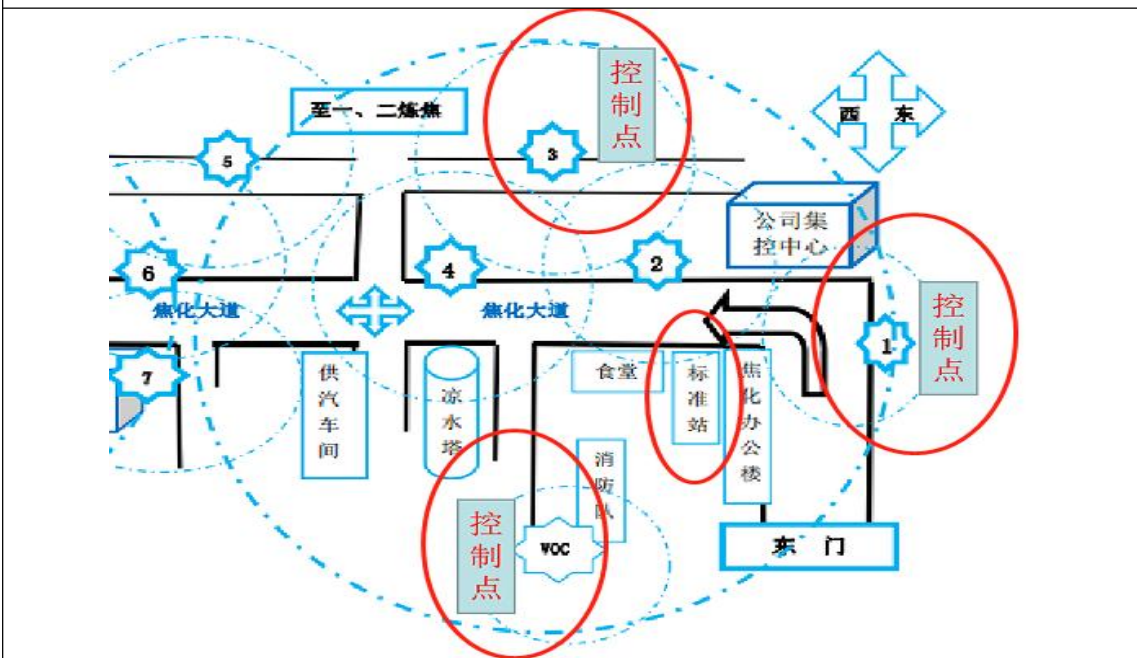 控制点
至一、二炼焦
西 东
5
3
公司集
控中心
6
4
2
控制点
焦化大道
焦化大道
1
7
供汽车间
凉水塔
食堂
标准站
焦化办公楼
消防队
控制点
VOC
东 门